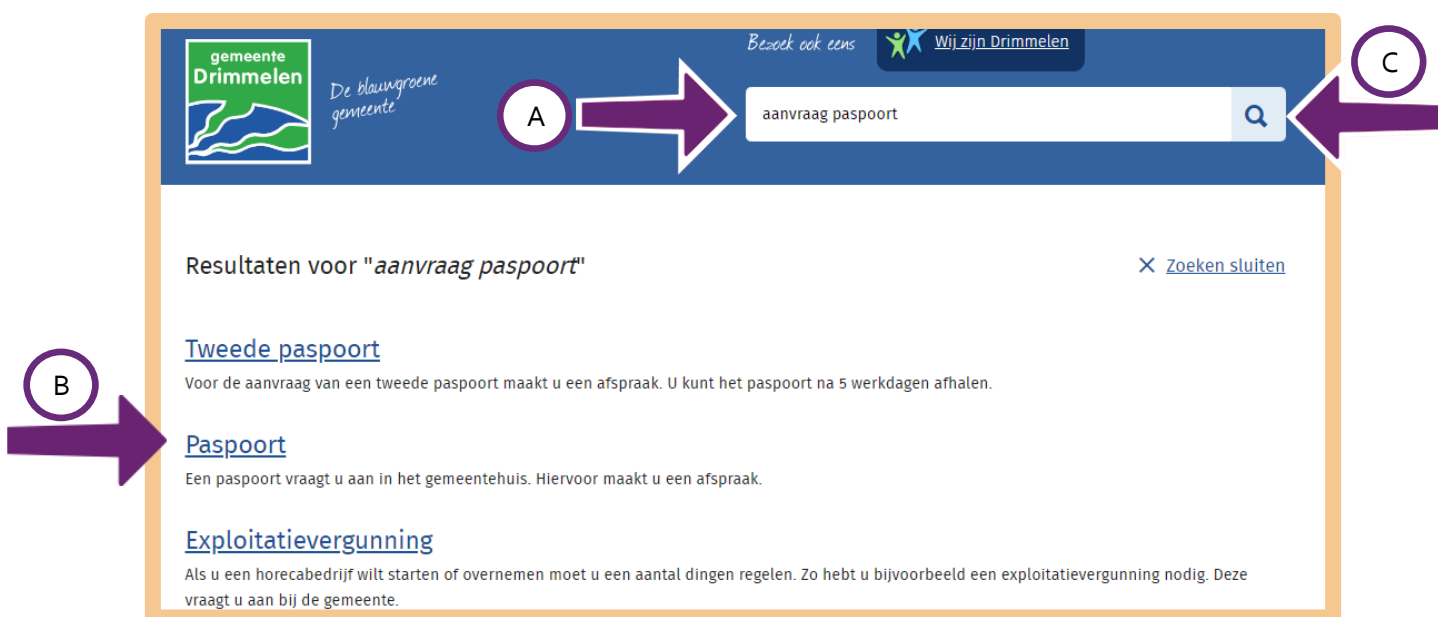 gemeente
Drimmelen
De blauwgroene
gemeente
Bezoek ook eens
Wij zijn Drimmelen
A
aanvraag paspoort
C
Resultaten voor "aanvraag paspoort"
Zoeken sluiten
Tweede paspoort
Voor de aanvraag van een tweede paspoort maakt u een afspraak. U kunt het paspoort na 5 werkdagen afhalen.
B
Paspoort
Een paspoort vraagt u aan in het gemeentehuis. Hiervoor maakt u een afspraak.
Exploitatievergunning
Als u een horecabedrijf wilt starten of overnemen moet u een aantal dingen regelen. Zo hebt u bijvoorbeeld een exploitatievergunning nodig. Deze
vraagt u aan bij de gemeente.